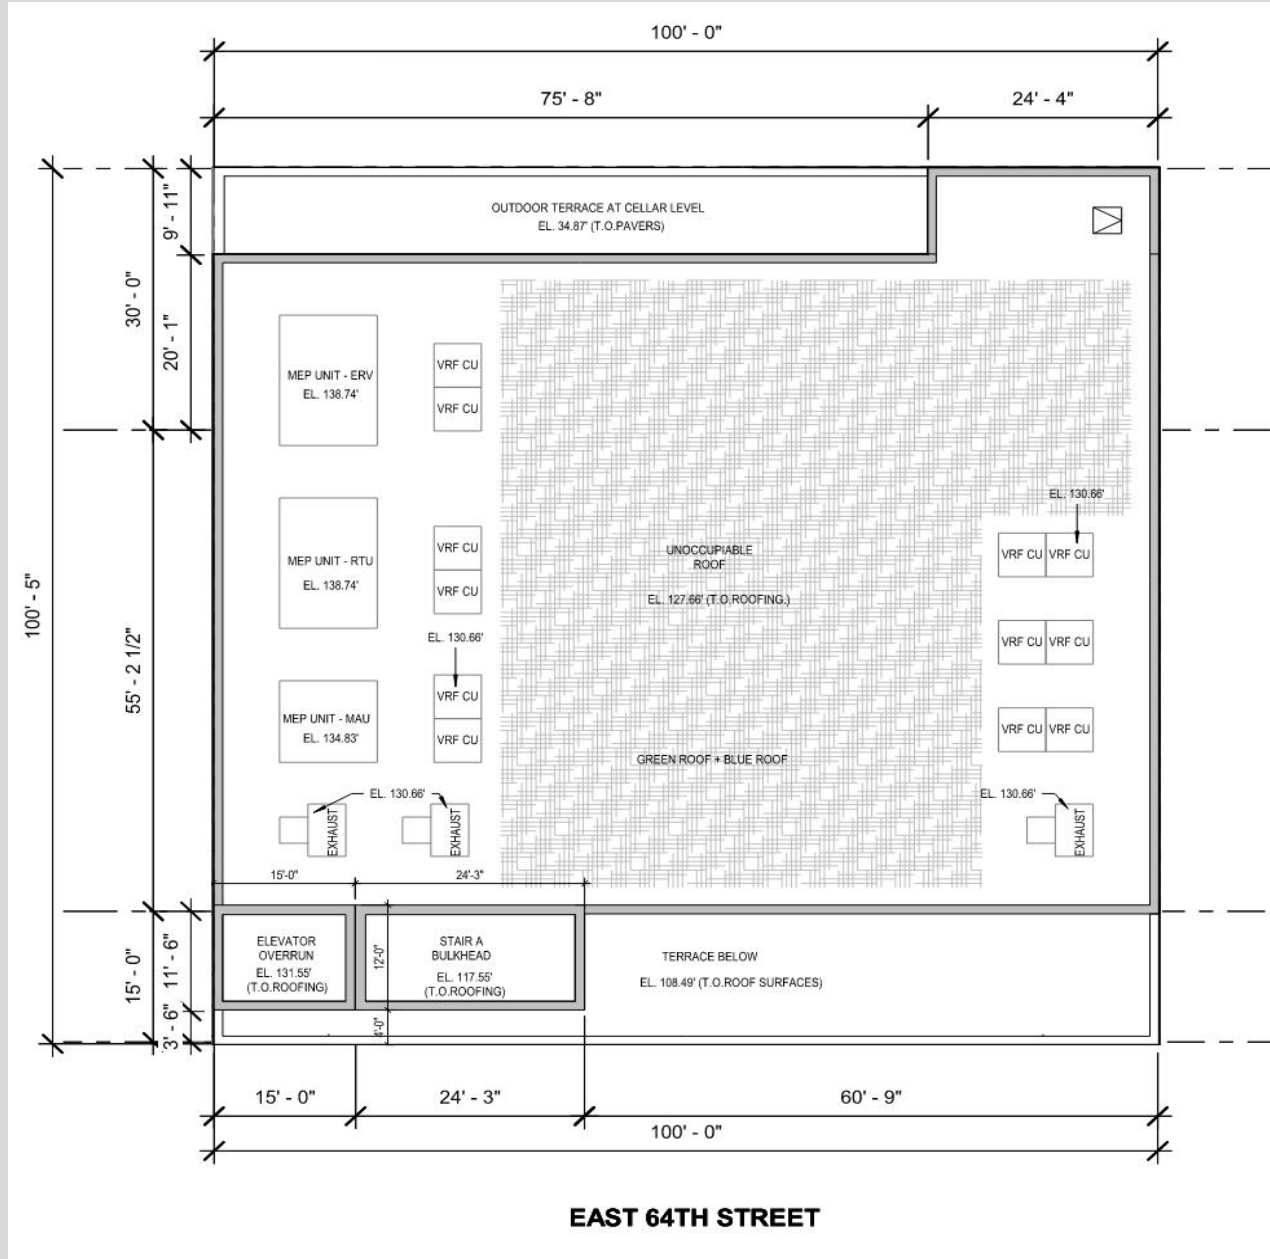 100' - 0"
75' - 8"
24' - 4"
9' - 11"
OUTDOOR TERRACE AT CELLAR LEVEL
EL. 34.87' (T.O.PAVERS)
30' - 0"
20' - 1"
MEP UNIT - ERV
EL. 138.74'
VRF CU
VRF CU
EL. 130.66'
MEP UNIT - RTU
EL. 138.74'
VRF CU
VRF CU
UNOCCUPIABLE
ROOF
EL. 127.66' (T.O.ROOFING.)
VRF CU
VRF CU
100' - 5"
55' - 2 1/2"
EL. 130.66'
VRF CU
VRF CU
VRF CU
VRF CU
MEP UNIT - MAU
EL. 134.83'
VRF CU
VRF CU
GREEN ROOF + BLUE ROOF
EL. 130.66'
EXHAUST
EXHAUST
EL. 130.66'
EXHAUST
15'-0"
24'-3"
15' - 0"
11' - 6"
3' - 6"
ELEVATOR
OVERRUN
EL. 131.55'
(T.O.ROOFING)
12'-0"
STAIR A
BULKHEAD
EL. 117.55'
(T.O.ROOFING)
TERRACE BELOW
EL. 108.49' (T.O.ROOF SURFACES)
4'-0"
15' - 0"
24' - 3"
60' - 9"
100' - 0"
EAST 64TH STREET